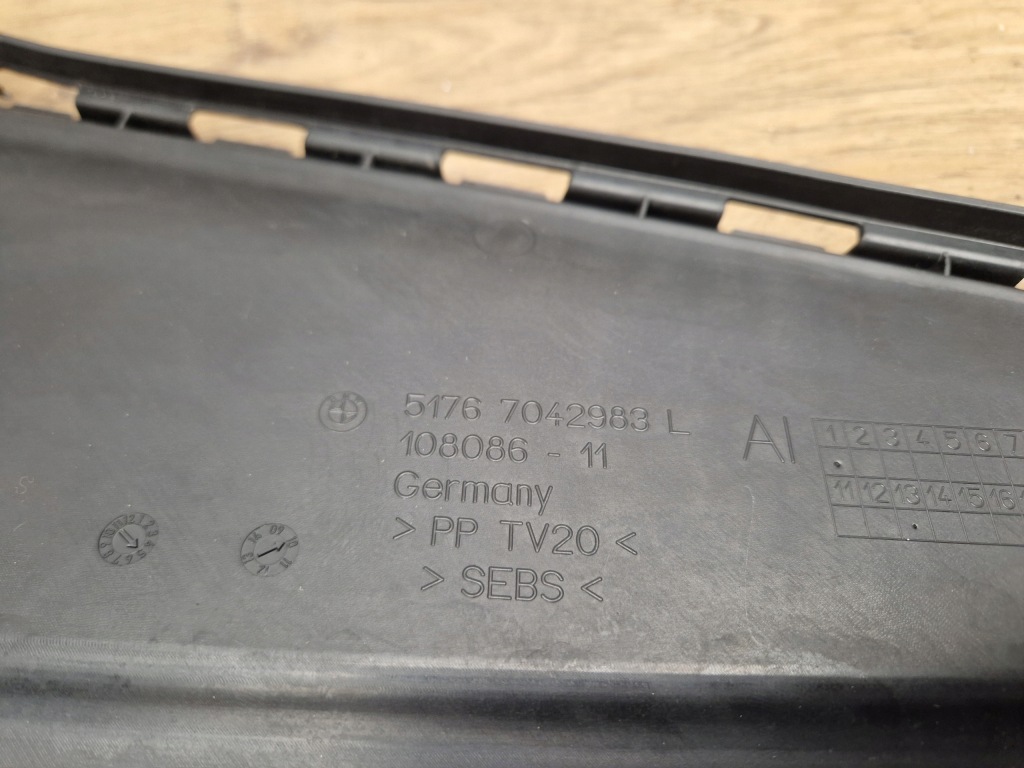 5176 7042983 L
108086 - 11
Germany
> PP TV20 <
> SEBS <
AI
1 2 3 4 5 6 7
11 12 13 14 15 16